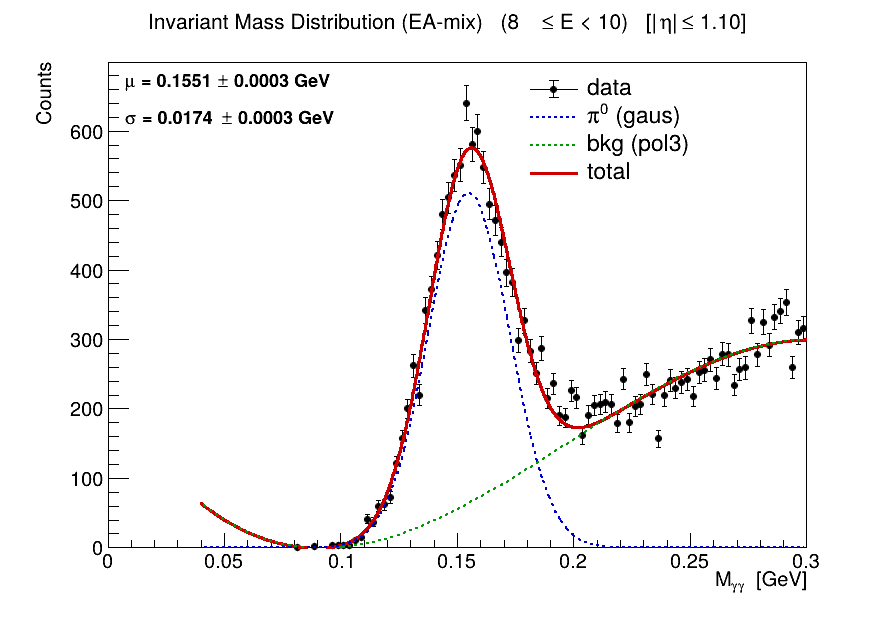 Invariant Mass Distribution (EA-mix) (8 ≤ E < 10) [|η| ≤ 1.10]
Counts
μ = 0.1551 ± 0.0003 GeV
σ = 0.0174 ± 0.0003 GeV
data
π⁰ (gaus)
bkg (pol3)
total
600
500
400
300
200
100
0
0 0.05 0.1 0.15 0.2 0.25 0.3
Mγγ [GeV]